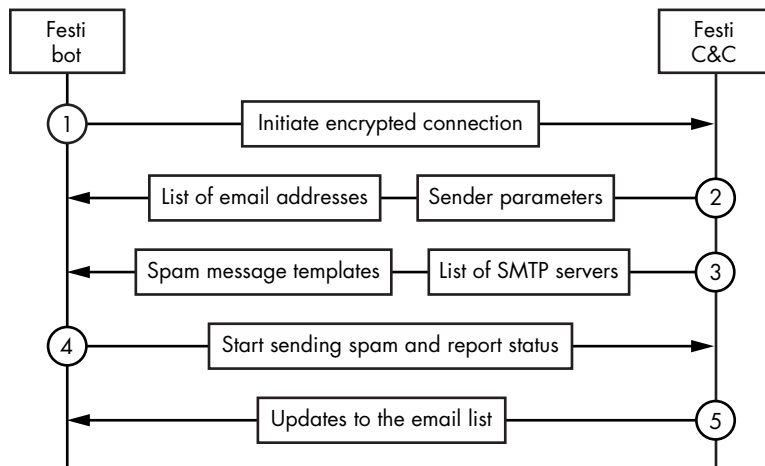 Festi
bot
Festi
C&C
1
Initiate encrypted connection
List of email addresses
Sender parameters
2
Spam message templates
List of SMTP servers
3
4
Start sending spam and report status
Updates to the email list
5